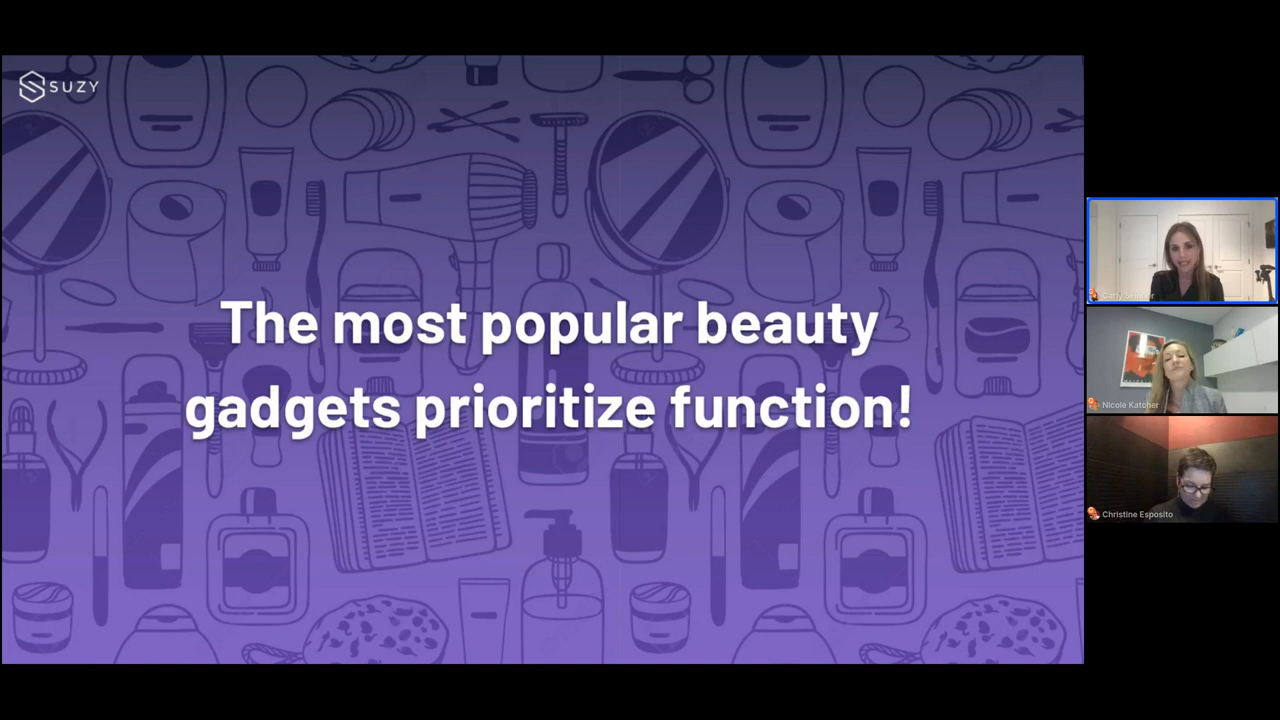 SUZY
The most popular beauty
gadgets prioritize function!
Nicole Katcher
Christine Esposito